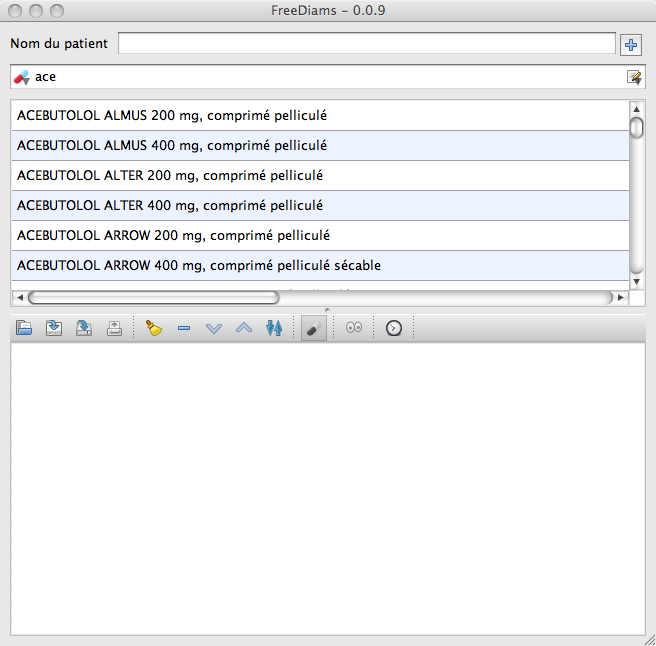 FreeDiams - 0.0.9
Nom du patient
ace
ACEBUTOLOL ALMUS 200 mg, comprimé pelliculé
ACEBUTOLOL ALMUS 400 mg, comprimé pelliculé
ACEBUTOLOL ALTER 200 mg, comprimé pelliculé
ACEBUTOLOL ALTER 400 mg, comprimé pelliculé
ACEBUTOLOL ARROW 200 mg, comprimé pelliculé
ACEBUTOLOL ARROW 400 mg, comprimé pelliculé sécable